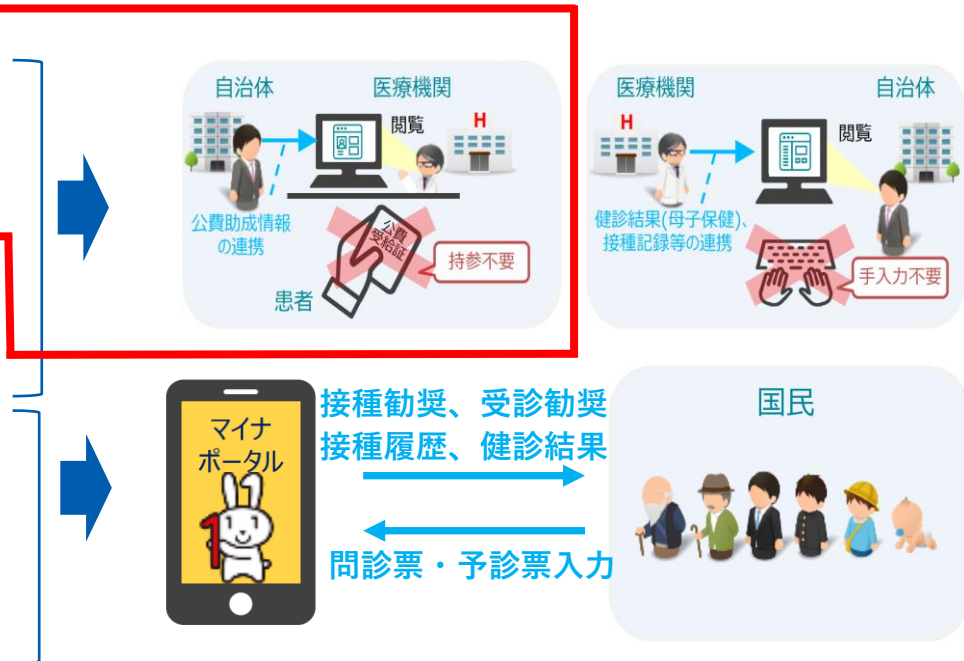 自治体
医療機関
閲覧
H
公費助成情報
の連携
公費
受給証
持参不要
患者
医療機関
自治体
H
閲覧
健診結果(母子保健)、
接種記録等の連携
手入力不要
マイナ
ポータル
1
接種勧奨、受診勧奨
接種履歴、健診結果
問診票・予診票入力
国民